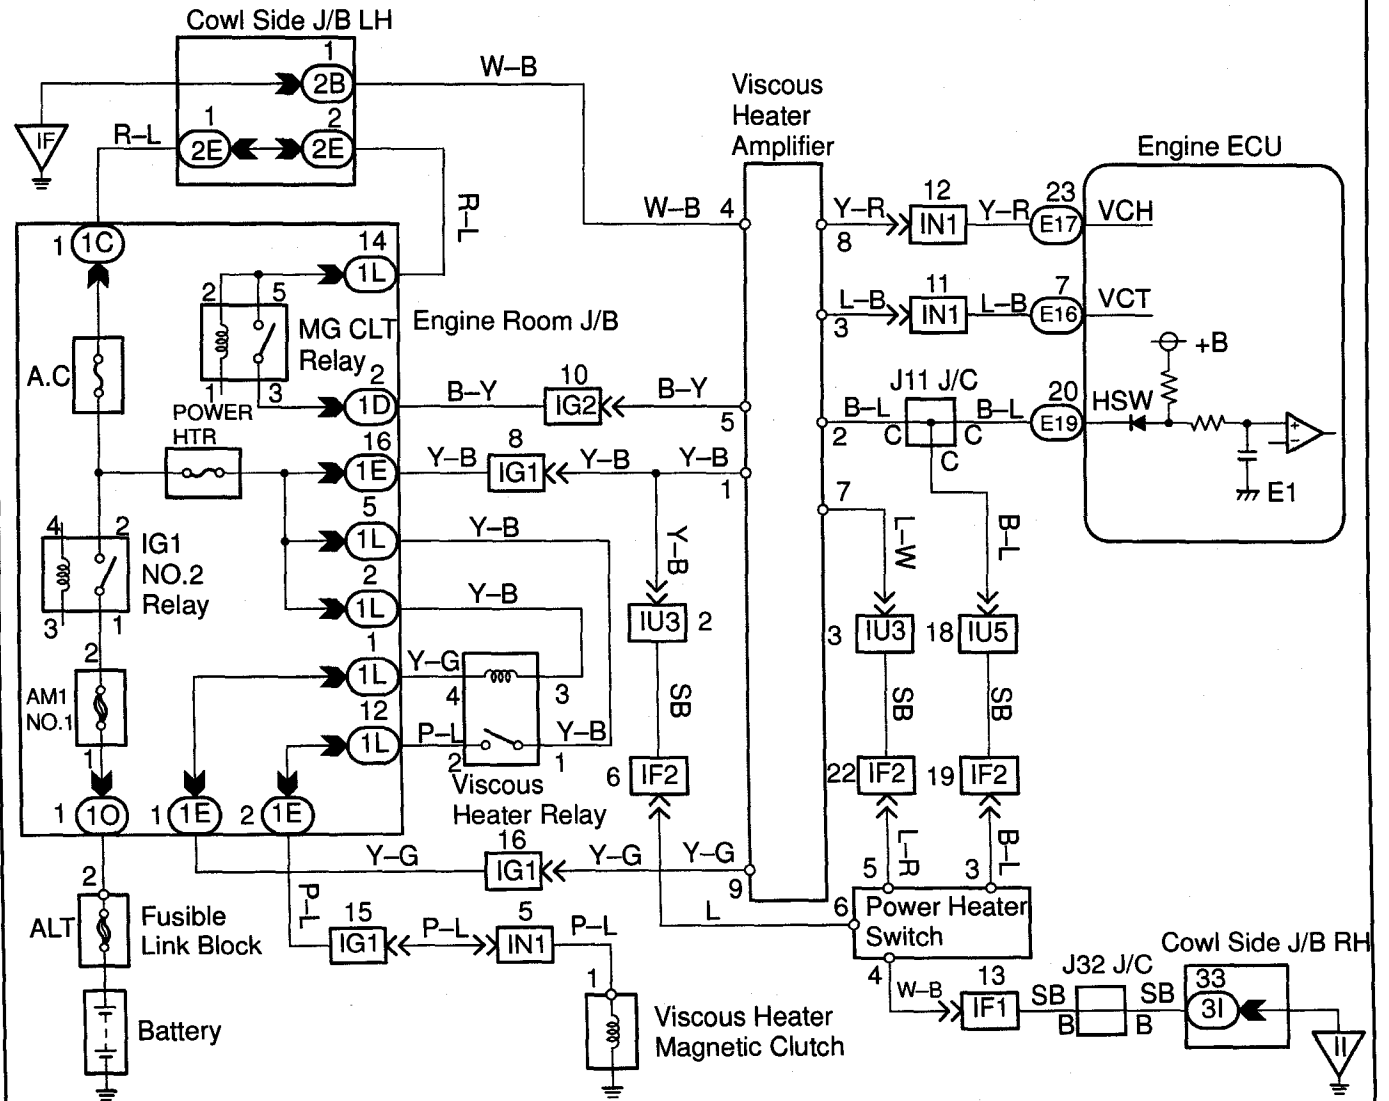 Cowl Side J/B LH
1
2B
W–B
1
2
2E
2E
R–L
IF
R–L
Viscous
Heater
Amplifier
Engine ECU
W–B
4
Y–R
8
12
IN1
Y–R
23
E17
VCH
1
1C
14
1L
2
5
MG CLT
Relay
1
3
Engine Room J/B
L–B
3
11
IN1
L–B
7
E16
VCT
+B
A.C
2
1D
B–Y
10
IG2
B–Y
5
J11 J/C
B–L
2
C
C
C
B–L
20
E19
HSW
+
–
E1
POWER
HTR
16
1E
Y–B
8
IG1
Y–B
Y–B
1
7
5
1L
Y–B
4
2
IG1
NO.2
Relay
3
1
2
1L
Y–B
Y–B
L–W
B–L
IU3
2
3
IU3
18
IU5
1
1L
Y–G
4
3
2
AM1
NO.1
1
12
1L
P–L
2
Y–B
1
SB
SB
SB
Viscous
Heater Relay
6
IF2
22
IF2
19
IF2
1
1O
1
1E
2
1E
Y–G
16
IG1
Y–G
Y–G
9
L–R
B–L
5
3
2
ALT
Fusible
Link Block
P–L
15
IG1
P–L
5
IN1
P–L
L
6
Power Heater
Switch
4
Cowl Side J/B RH
W–B
13
IF1
SB
J32 J/C
B
B
SB
33
3I
II
Battery
1
Viscous Heater
Magnetic Clutch